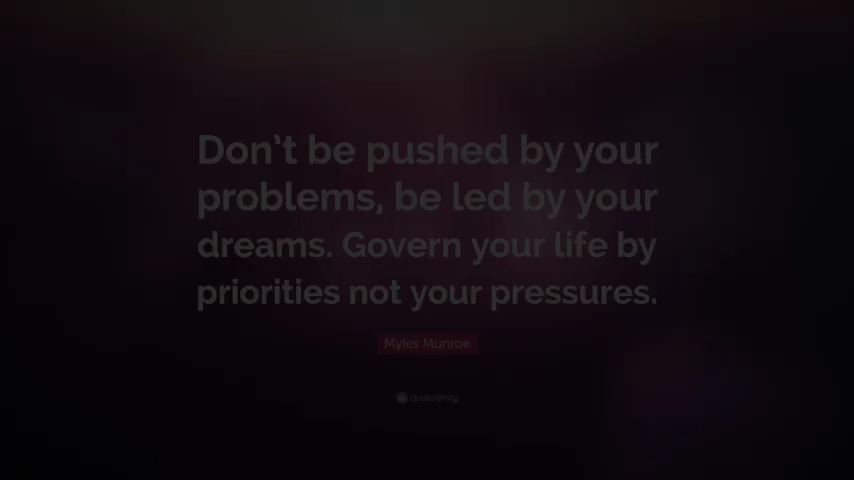 Don't be pushed by your
problems, be led by your
dreams. Govern your life by
priorities not your pressures.
Myles Munroe
quotefancy